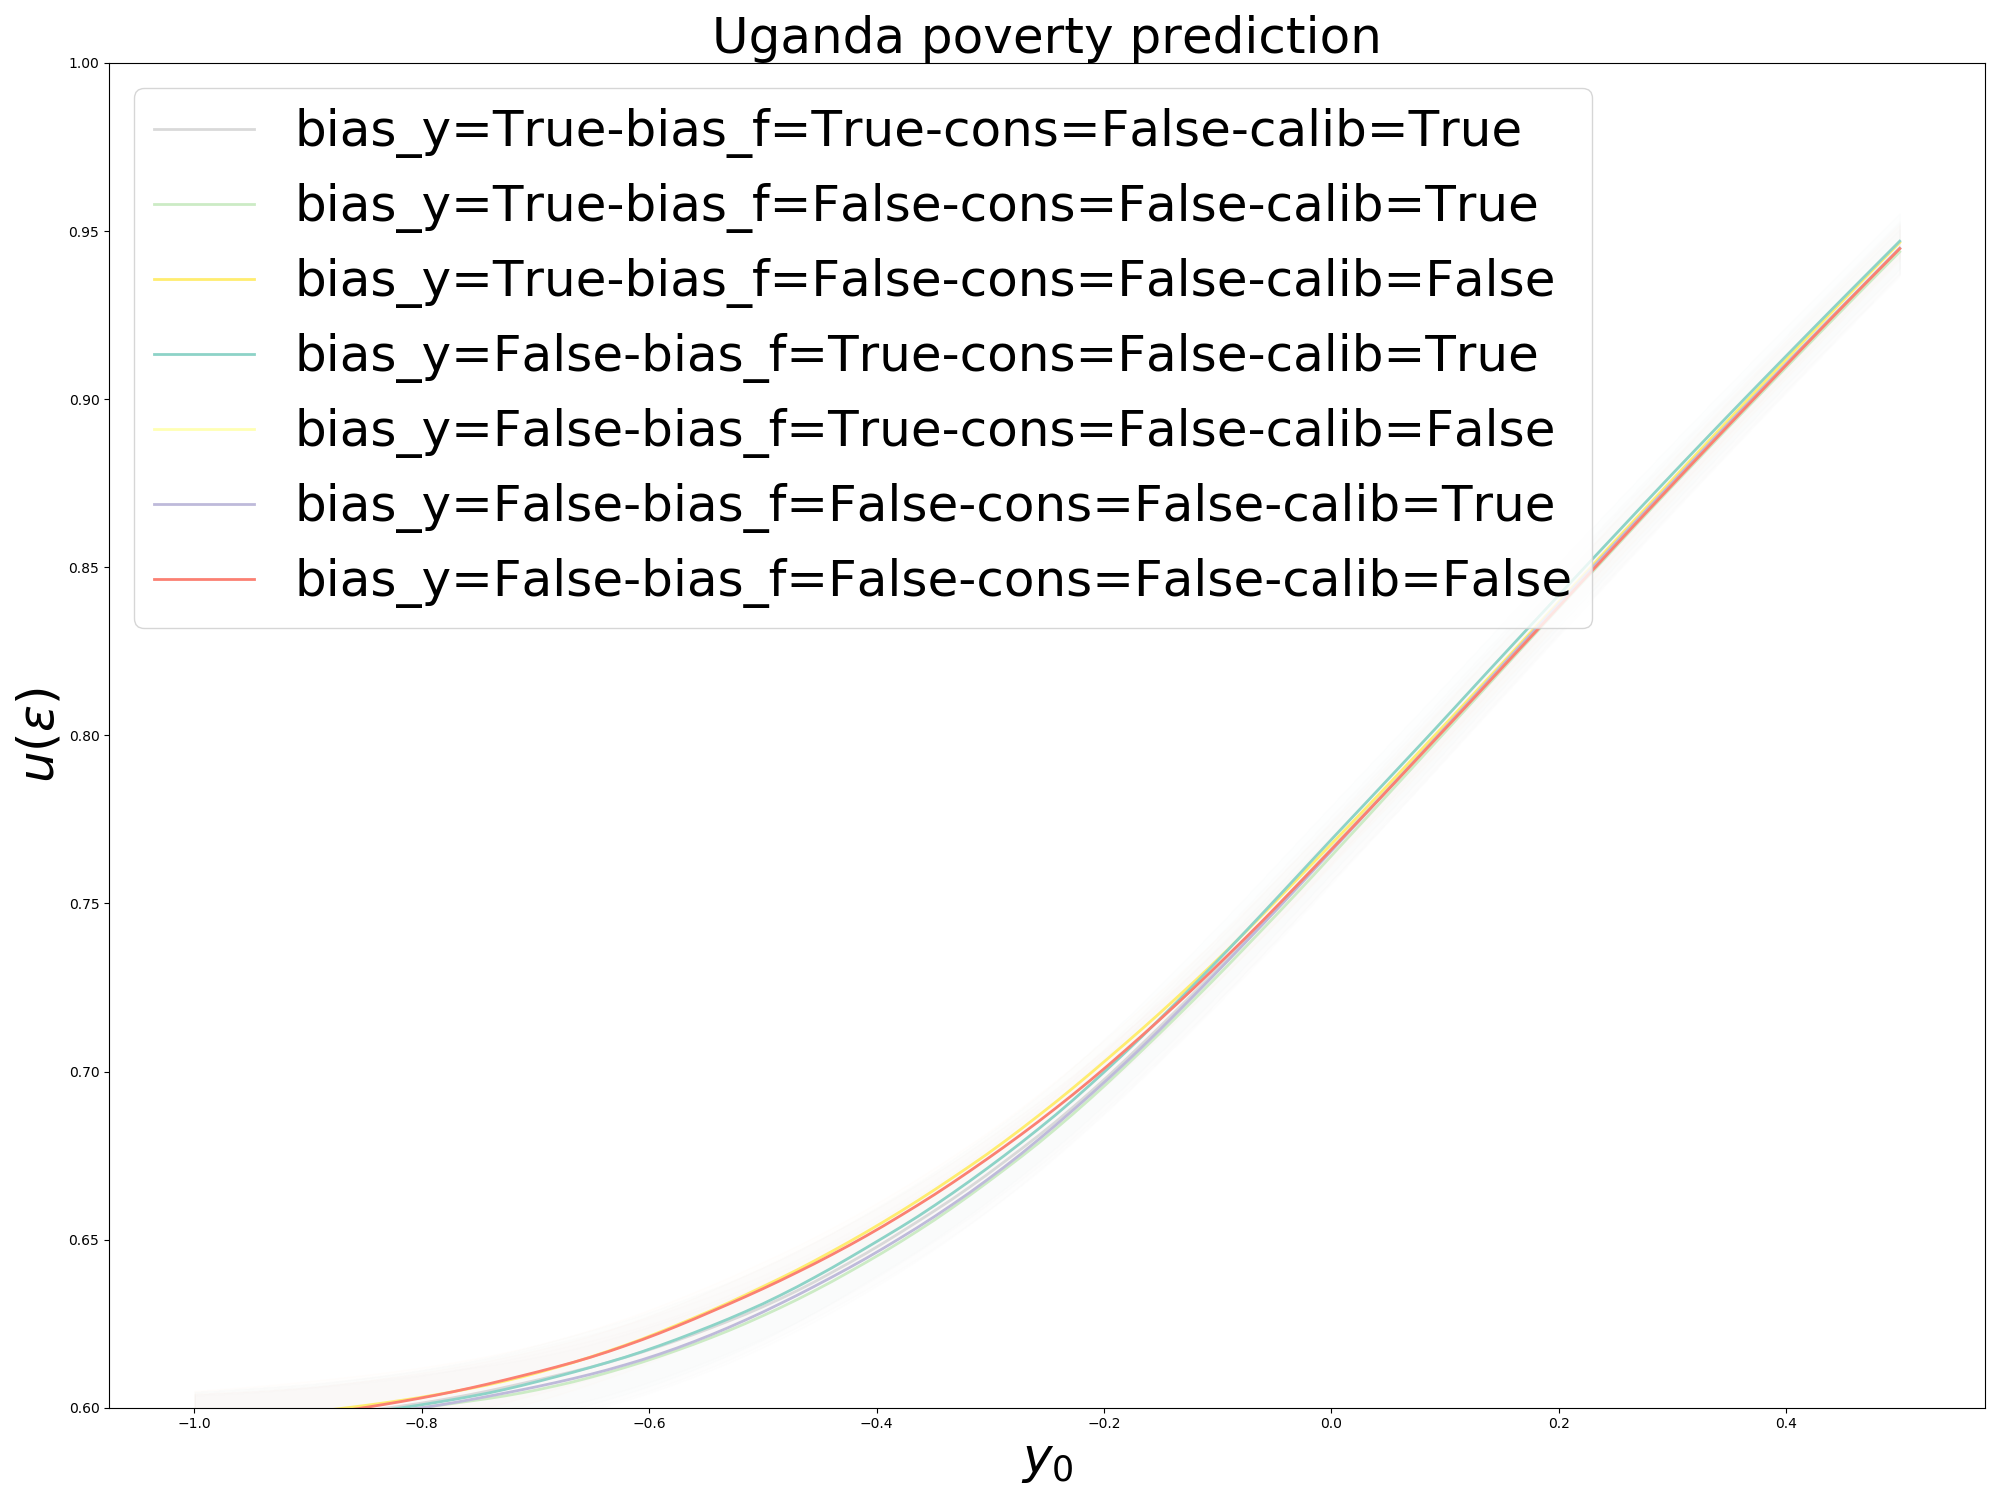 Uganda poverty prediction
1.00
0.95
0.90
0.85
0.80
0.75
0.70
0.65
0.60
u(ε)
bias_y=True-bias_f=True-cons=False-calib=True
bias_y=True-bias_f=False-cons=False-calib=True
bias_y=True-bias_f=False-cons=False-calib=False
bias_y=False-bias_f=True-cons=False-calib=True
bias_y=False-bias_f=True-cons=False-calib=False
bias_y=False-bias_f=False-cons=False-calib=True
bias_y=False-bias_f=False-cons=False-calib=False
−1.0 −0.8 −0.6 −0.4 −0.2 0.0 0.2 0.4
y₀